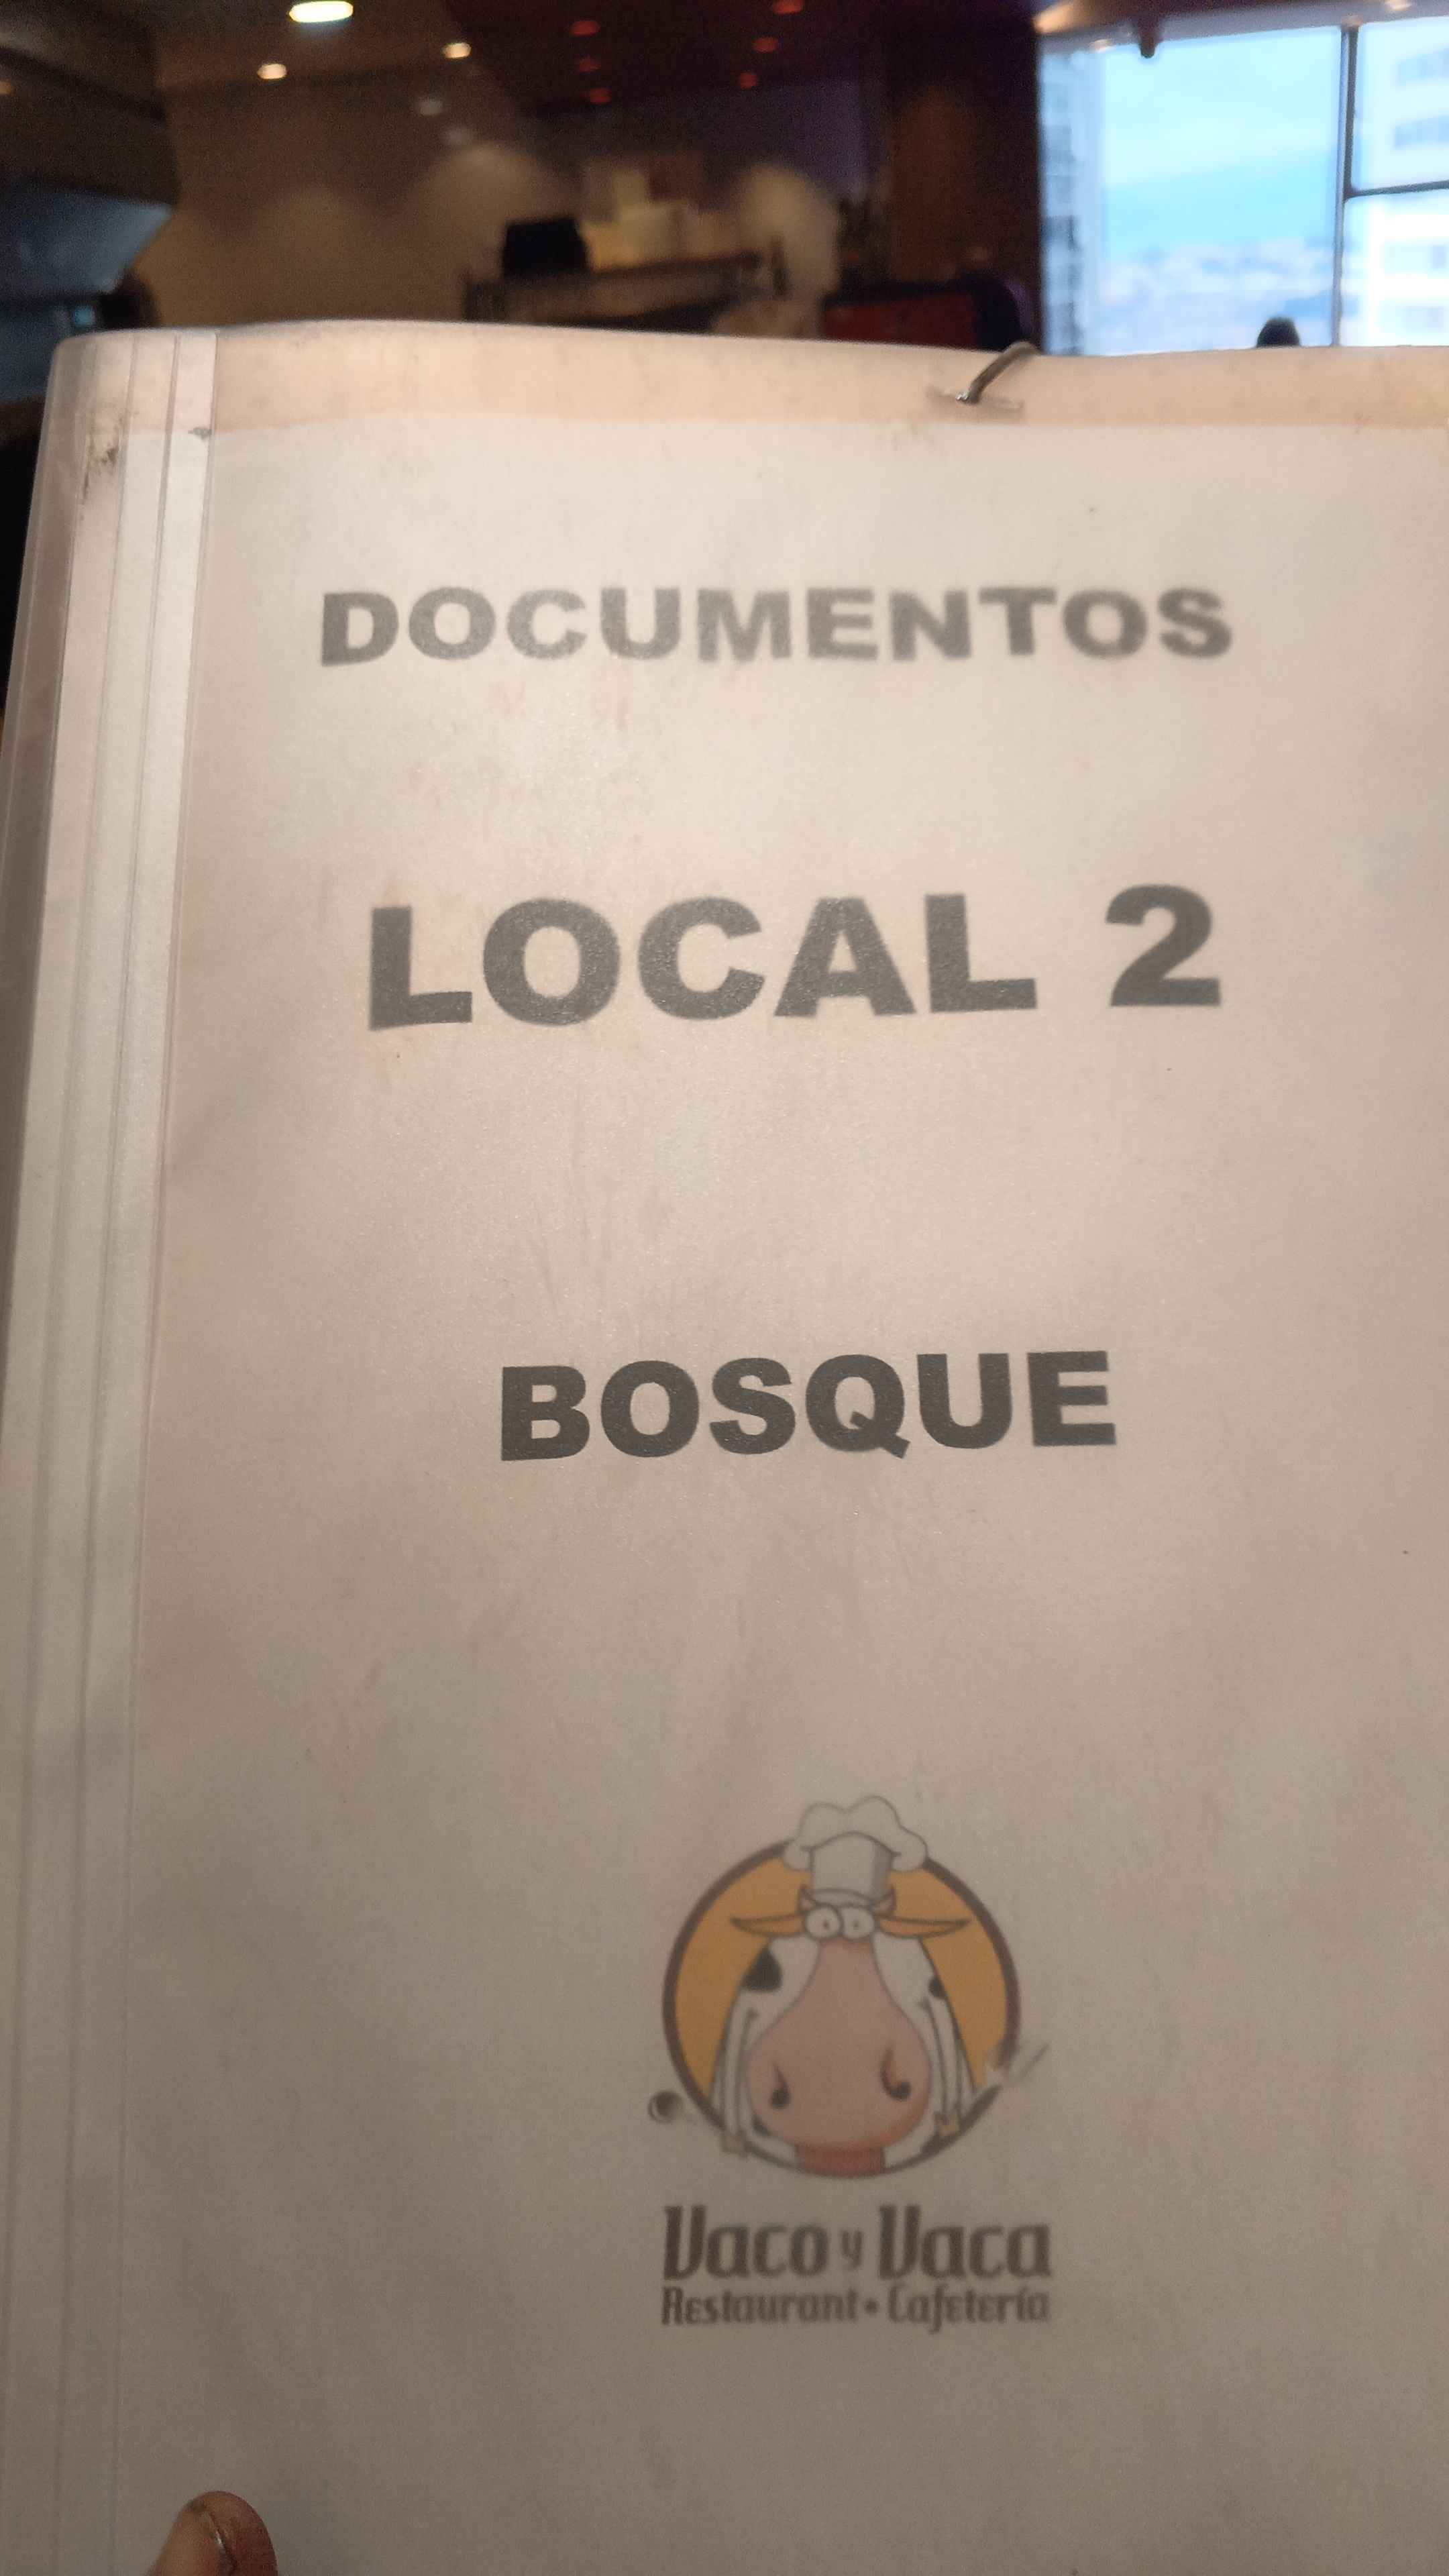 DOCUMENTOS
LOCAL 2
BOSQUE
Vaco y Vaca
Restaurant • Cafetería